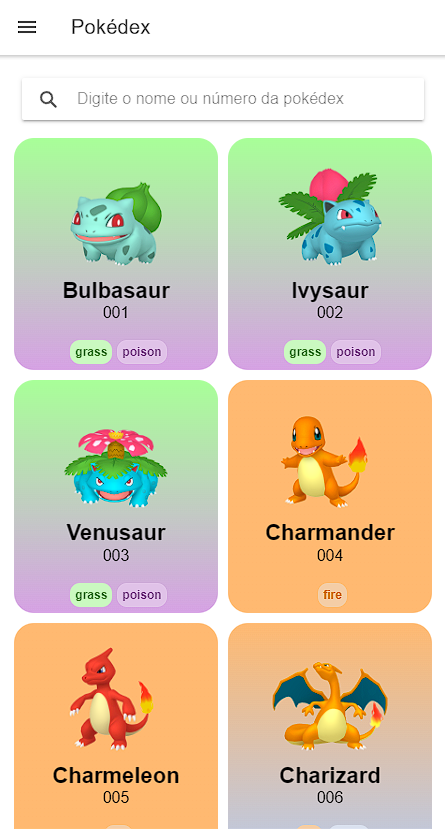 Pokédex
Digite o nome ou número da pokédex
Bulbasaur
001
grass poison
Ivysaur
002
grass poison
Venusaur
003
grass poison
Charmander
004
fire
Charmeleon
005
Charizard
006